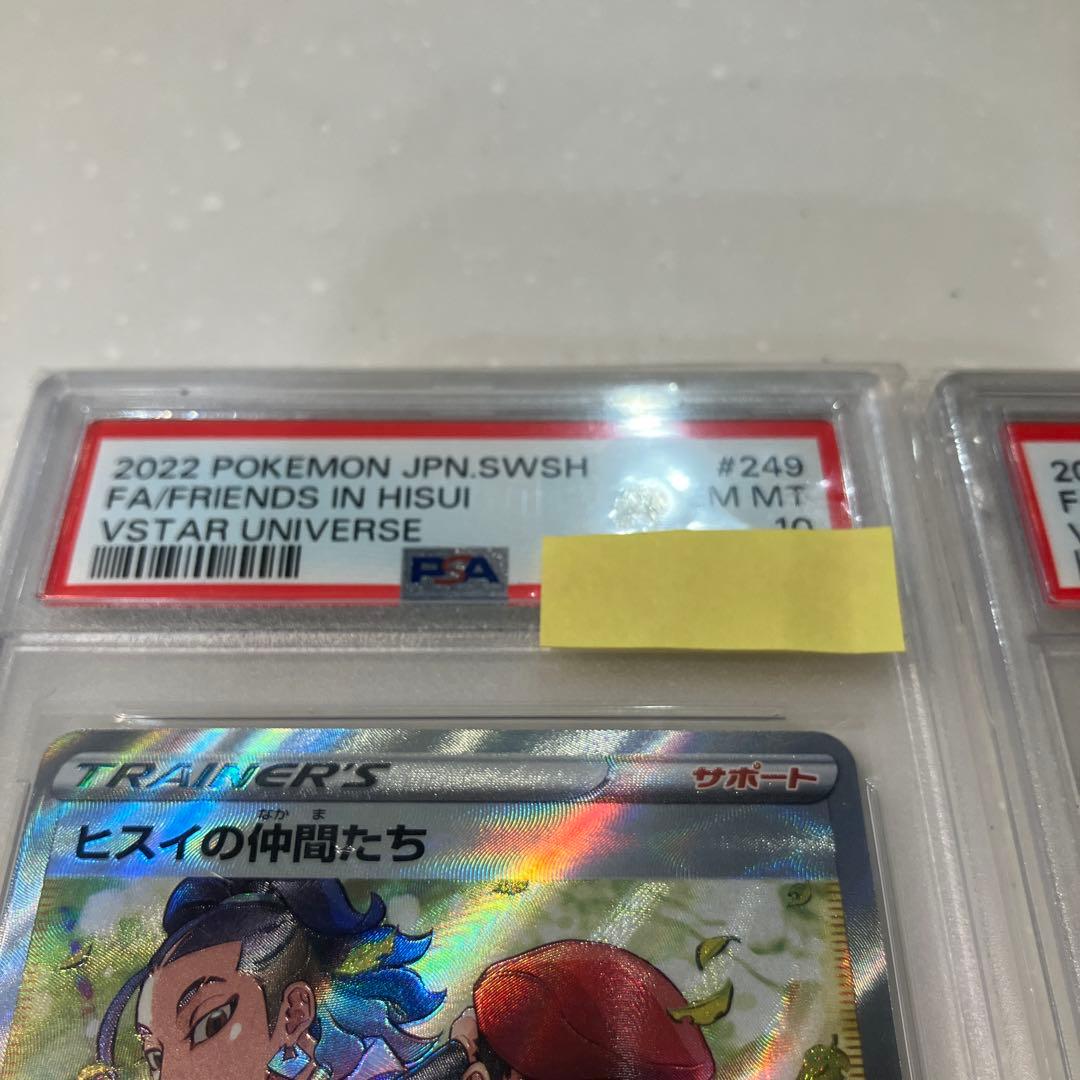 2022 POKEMON JPN.SWSH #249
FA/FRIENDS IN HISUI M MT
VSTAR UNIVERSE 10
PSA
20
F
V
TRAINER'S サポート
なかま
ヒスイの仲間たち